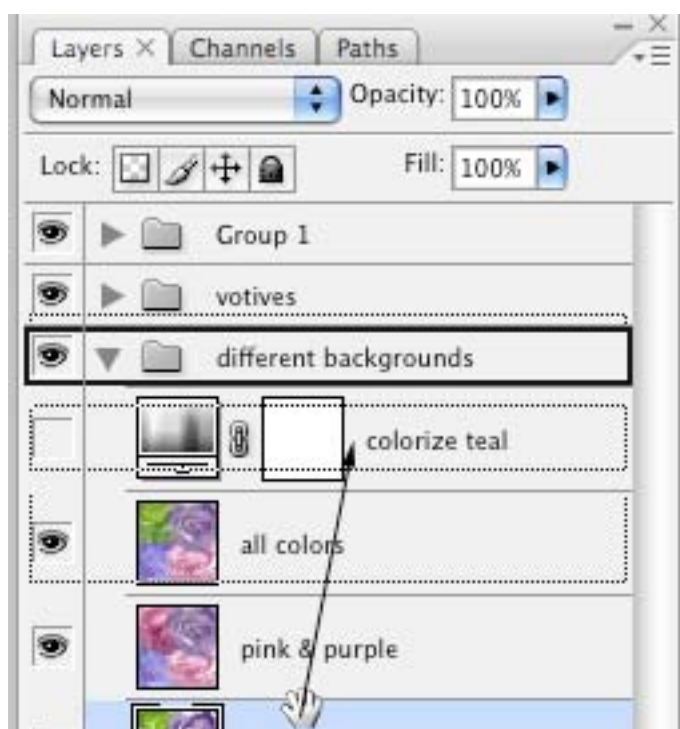 Layers Channels Paths
Normal Opacity: 100%
Lock: Fill: 100%
Group 1
votives
different backgrounds
colorize teal
all colors
pink & purple